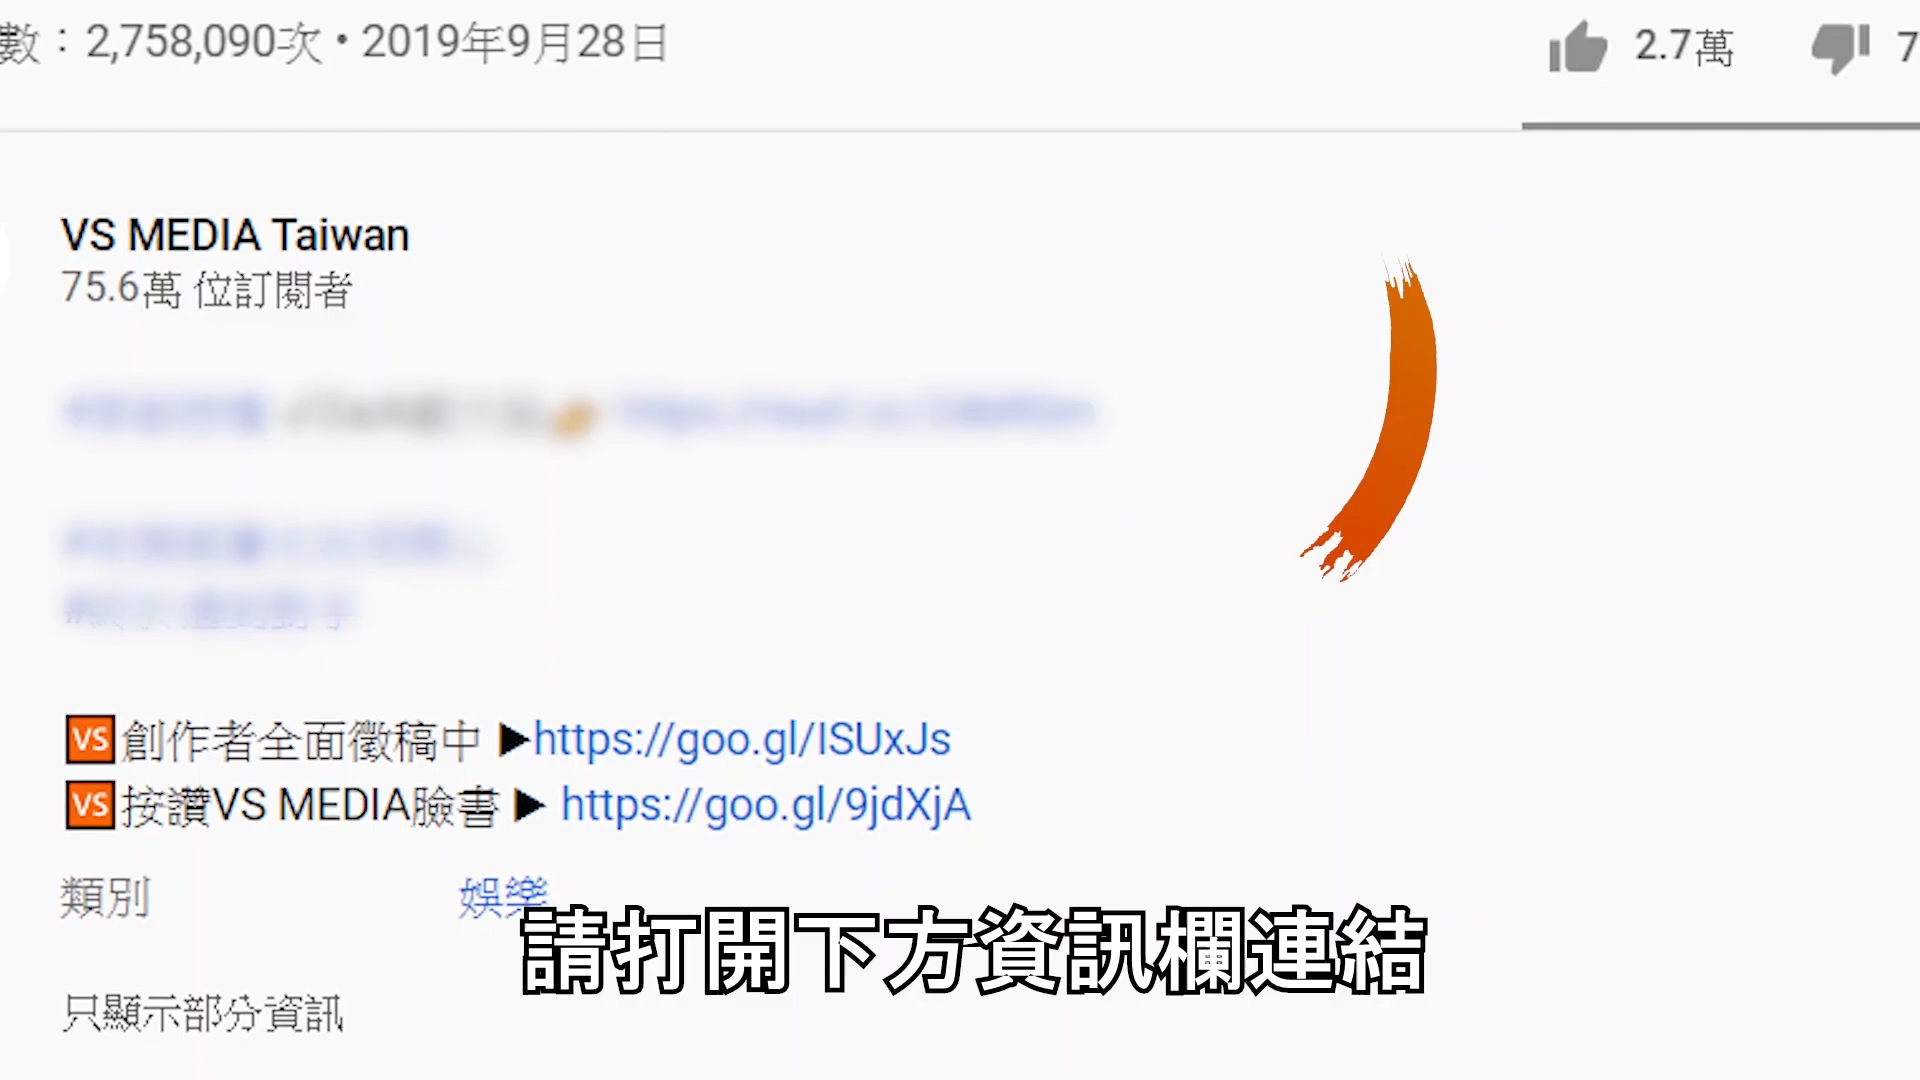 數：2,758,090次 • 2019年9月28日
2.7萬
7
VS MEDIA Taiwan
75.6萬 位訂閱者
🆚創作者全面徵稿中 ▶https://goo.gl/ISUxJs
🆚按讚VS MEDIA臉書 ▶ https://goo.gl/9jdXjA
類別 娛樂
請打開下方資訊欄連結
只顯示部分資訊